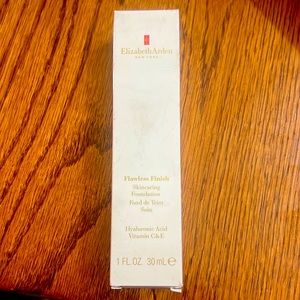 Elizabeth Arden
NEW YORK
Flawless Finish
Skincaring
Foundation
Fond de Teint
Soin
Hyaluronic Acid
Vitamin C&E
1 FL OZ 30 mL ℮